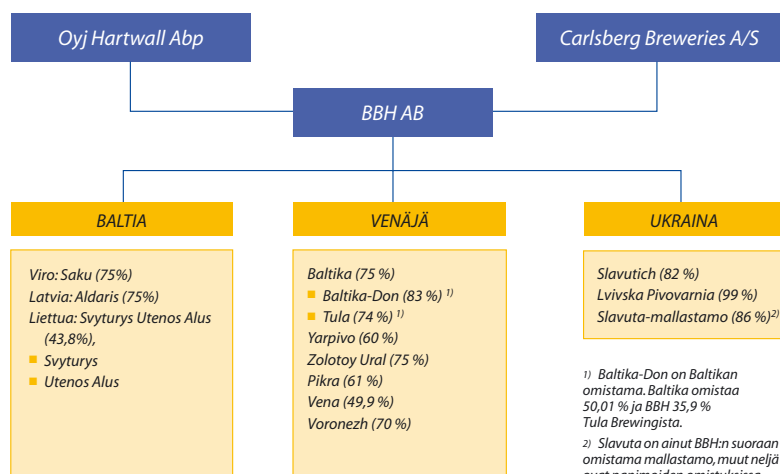 Oyj Hartwall Abp
Carlsberg Breweries A/S
BBH AB
BALTIA
Viro: Saku (75%)
Latvia: Aldaris (75%)
Liettua: Svyturys Utenos Alus
(43,8%),
Svyturys
Utenos Alus
VENÄJÄ
Baltika (75 %)
Baltika-Don (83 %) 1)
Tula (74 %) 1)
Yarpivo (60 %)
Zolotoy Ural (75 %)
Pikra (61 %)
Vena (49,9 %)
Voronezh (70 %)
UKRAINA
Slavutich (82 %)
Lvivska Pivovarnia (99 %)
Slavuta-mallastamo (86 %)2)
1) Baltika-Don on Baltikan
omistama. Baltika omistaa
50,01 % ja BBH 35,9 %
Tula Brewingista.
2) Slavuta on ainut BBH:n suoraan
omistama mallastamo, muut neljä